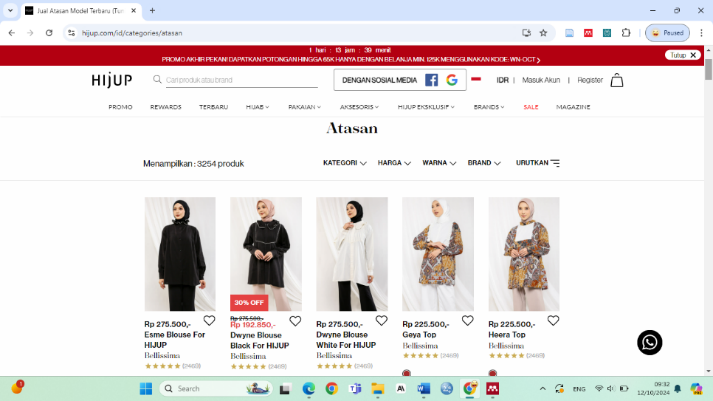 Jual Atasan Model Terbaru (Tun
hijup.com/id/categories/atasan
Paused
1 hari : 13 jam : 39 menit
PROMO AKHIR PEKAN! DAPATKAN POTONGAN HINGGA 65K HANYA DENGAN BELANJA MIN. 125K MENGGUNAKAN KODE: WN-OCT
Tutup
HIJUP
Cari produk atau brand
DENGAN SOSIAL MEDIA
IDR | Masuk Akun | Register
PROMO REWARDS TERBARU HIJAB PAKAIAN AKSESORIS HIJUP EKSKLUSIF BRANDS SALE MAGAZINE
Atasan
Menampilkan : 3254 produk
KATEGORI HARGA WARNA BRAND URUTKAN
30% OFF
Rp 275.500,-
Esme Blouse For
HIJUP
Bellissima
(2463)
Rp 275.500,-
Rp 192.850,-
Dwyne Blouse
Black For HIJUP
Bellissima
Rp 275.500,-
Dwyne Blouse
White For HIJUP
Bellissima
Rp 225.500,-
Geya Top
Bellissima
Rp 225.500,-
Heera Top
Bellissima
Search
ENG
09:32
12/10/2024